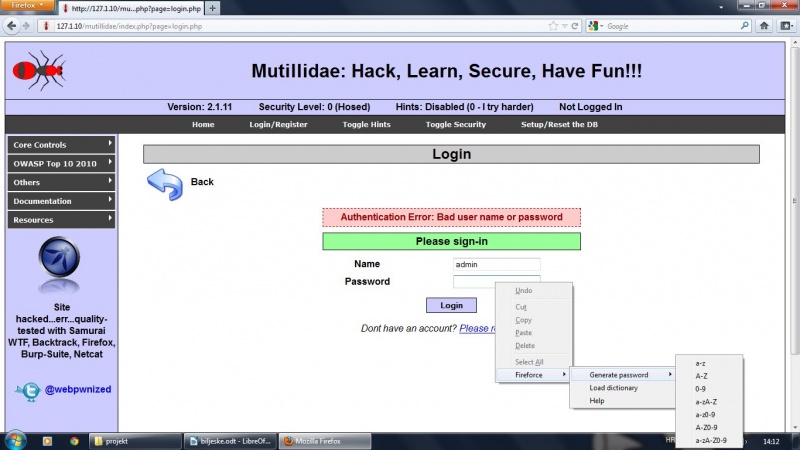 Firefox
http://127.1.10/mu...php?page=login.php
127.1.10/mutillidae/index.php?page=login.php
Google
Mutillidae: Hack, Learn, Secure, Have Fun!!!
Version: 2.1.11 Security Level: 0 (Hosed) Hints: Disabled (0 - I try harder) Not Logged In
Home Login/Register Toggle Hints Toggle Security Setup/Reset the DB
Core Controls
OWASP Top 10 2010
Others
Documentation
Resources
Site
hacked...err...quality-
tested with Samurai
WTF, Backtrack, Firefox,
Burp-Suite, Netcat
@webpwnized
Login
Back
Authentication Error: Bad user name or password
Please sign-in
Name admin
Password
Login
Dont have an account? Please r
Undo
Cut
Copy
Paste
Delete
Select All
Fireforce
Generate password
Load dictionary
Help
a-z
A-Z
0-9
a-zA-Z
a-z0-9
A-Z0-9
a-zA-Z0-9
projekt
biljeske.odt - LibreOf...
Mozilla Firefox
HR
14:12